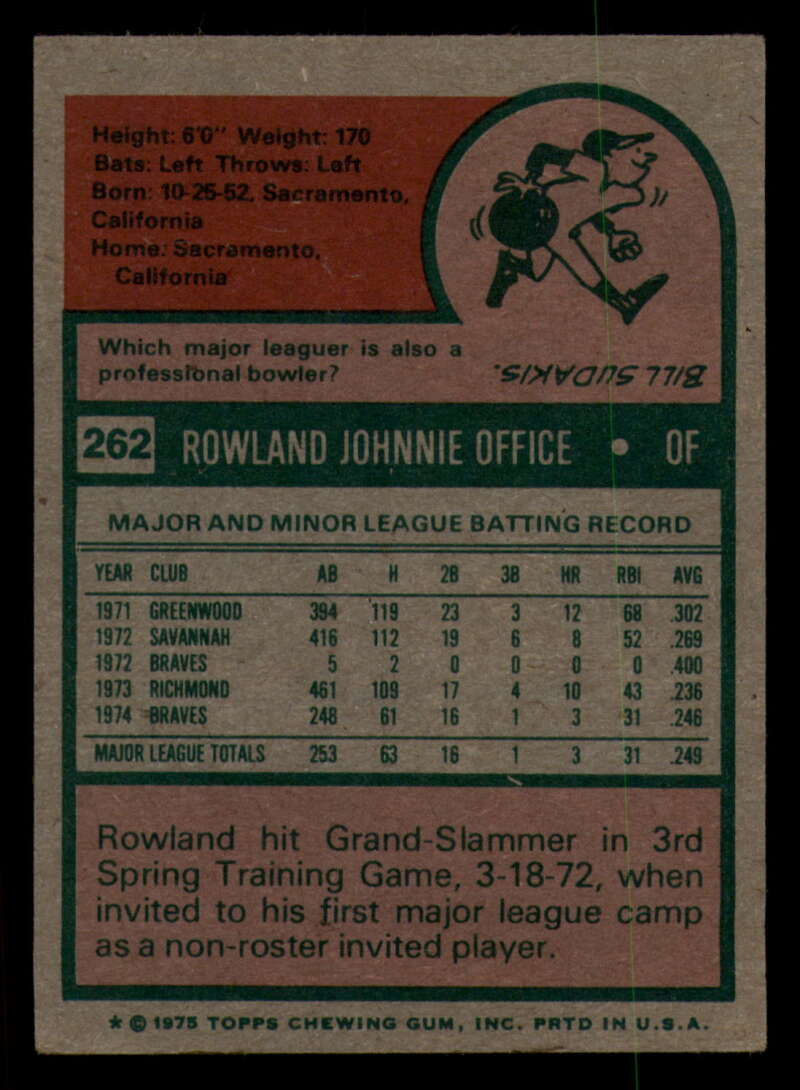 Height: 6'0" Weight: 170
Bats: Left Throws: Left
Born: 10-25-52, Sacramento,
California
Home: Sacramento,
California
Which major leaguer is also a
professional bowler?
BILL SUDAKIS.
262 ROWLAND JOHNNIE OFFICE • OF
MAJOR AND MINOR LEAGUE BATTING RECORD
YEAR CLUB AB H 2B 3B HR RBI AVG
1971 GREENWOOD 394 119 23 3 12 68 .302
1972 SAVANNAH 416 112 19 6 8 52 .269
1972 BRAVES 5 2 0 0 0 0 .400
1973 RICHMOND 461 109 17 4 10 43 .236
1974 BRAVES 248 61 16 1 3 31 .246
MAJOR LEAGUE TOTALS 253 63 16 1 3 31 .249
Rowland hit Grand-Slammer in 3rd
Spring Training Game, 3-18-72, when
invited to his first major league camp
as a non-roster invited player.
* © 1975 TOPPS CHEWING GUM, INC. PRTD IN U.S.A.